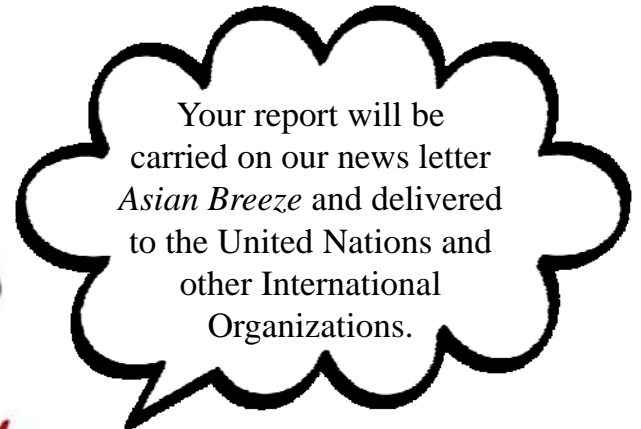 Your report will be
carried on our news letter
Asian Breeze and delivered
to the United Nations and
other International
Organizations.